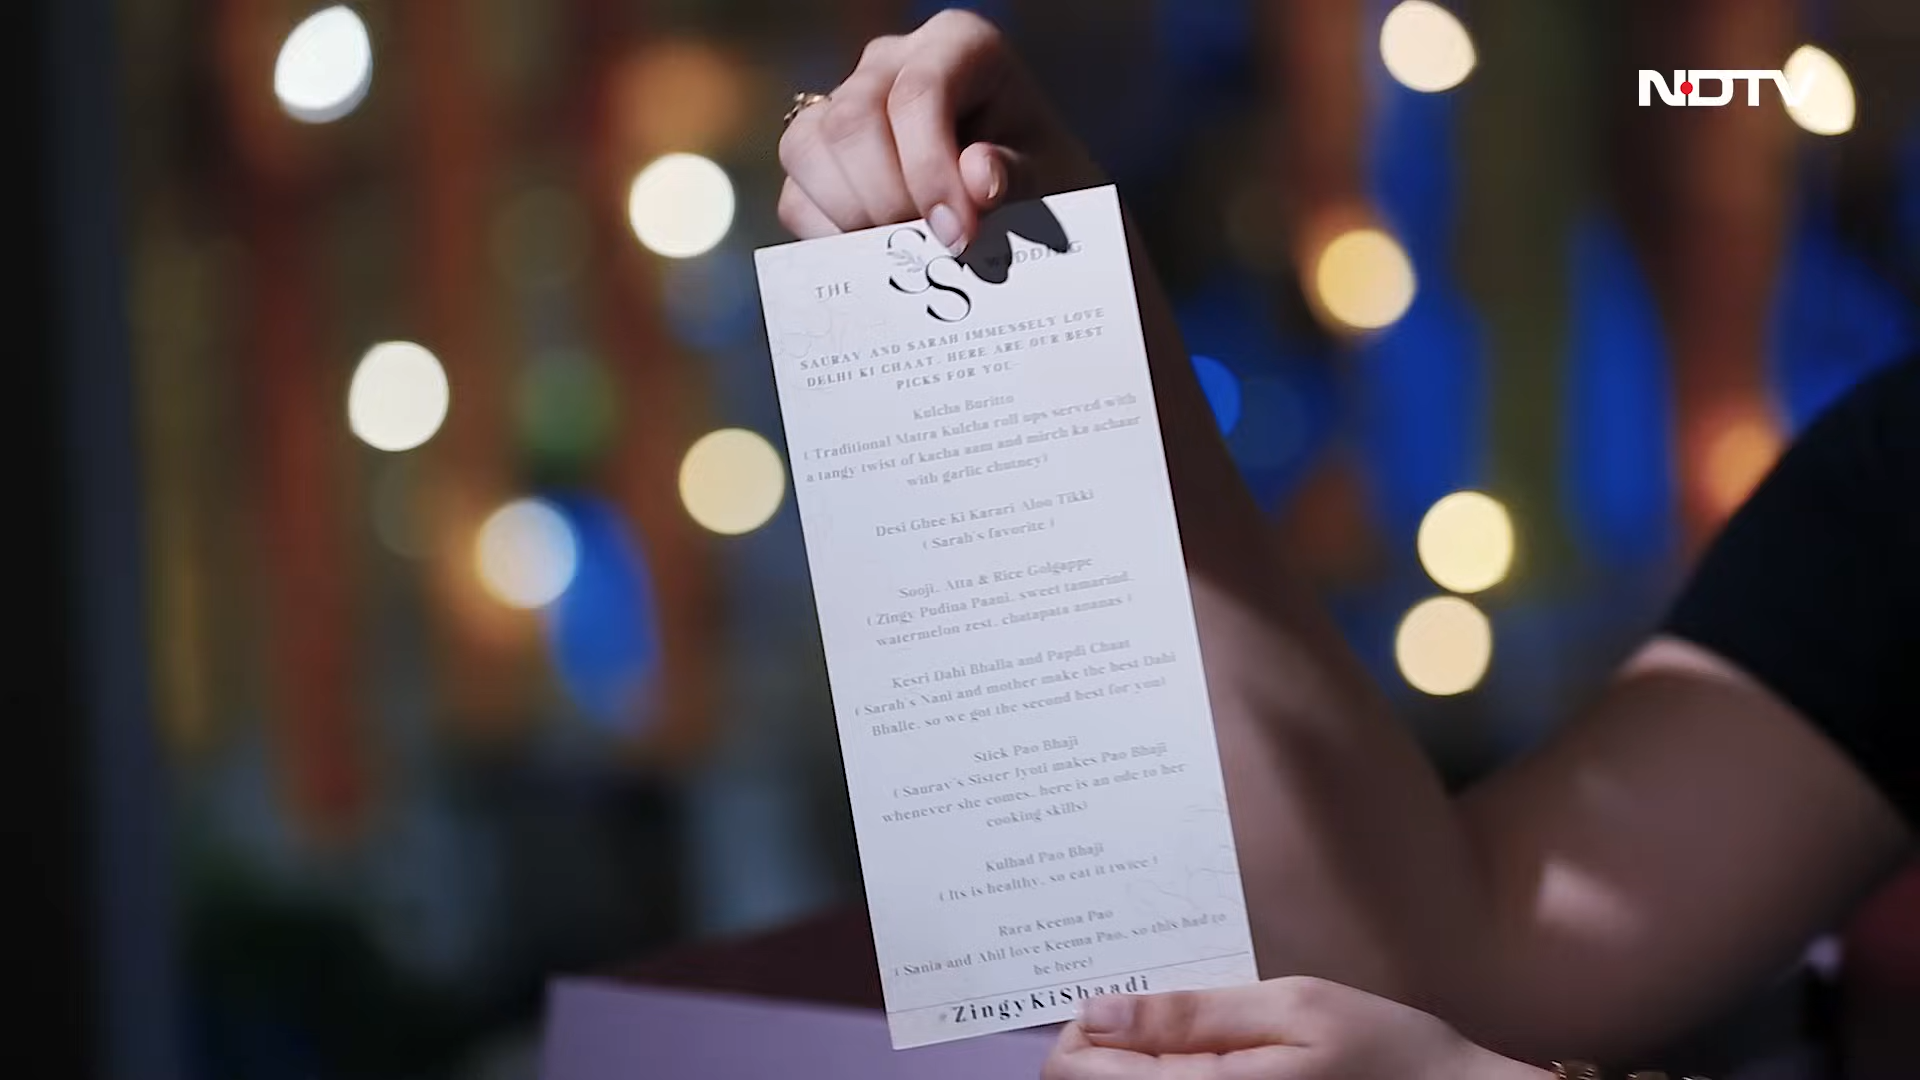 NDTV
THE SS WEDDING
SAURAV AND SARAH IMMENSELY LOVE
DELHI KI CHAAT. HERE ARE OUR BEST
PICKS FOR YOU-
Kulcha Buritto
( Traditional Matra Kulcha roll ups served with
a tangy twist of kacha aam and mirch ka achaar
with garlic chutney)
Desi Ghee Ki Karari Aloo Tikki
( Sarah's favorite )
Sooji, Atta & Rice Golgappe
( Zingy Pudina Paani, sweet tamarind,
watermelon zest, chatapata ananas )
Kesri Dahi Bhalla and Papdi Chaat
( Sarah's Nani and mother make the best Dahi
Bhalle, so we got the second best for you)
Stick Pao Bhaji
( Saurav's Sister Jyoti makes Pao Bhaji
whenever she comes, here is an ode to her
cooking skills)
Kulhad Pao Bhaji
( Its is healthy, so eat it twice )
Rara Keema Pao
( Sania and Ahil love Keema Pao, so this had to
be here)
#ZingyKiShaadi